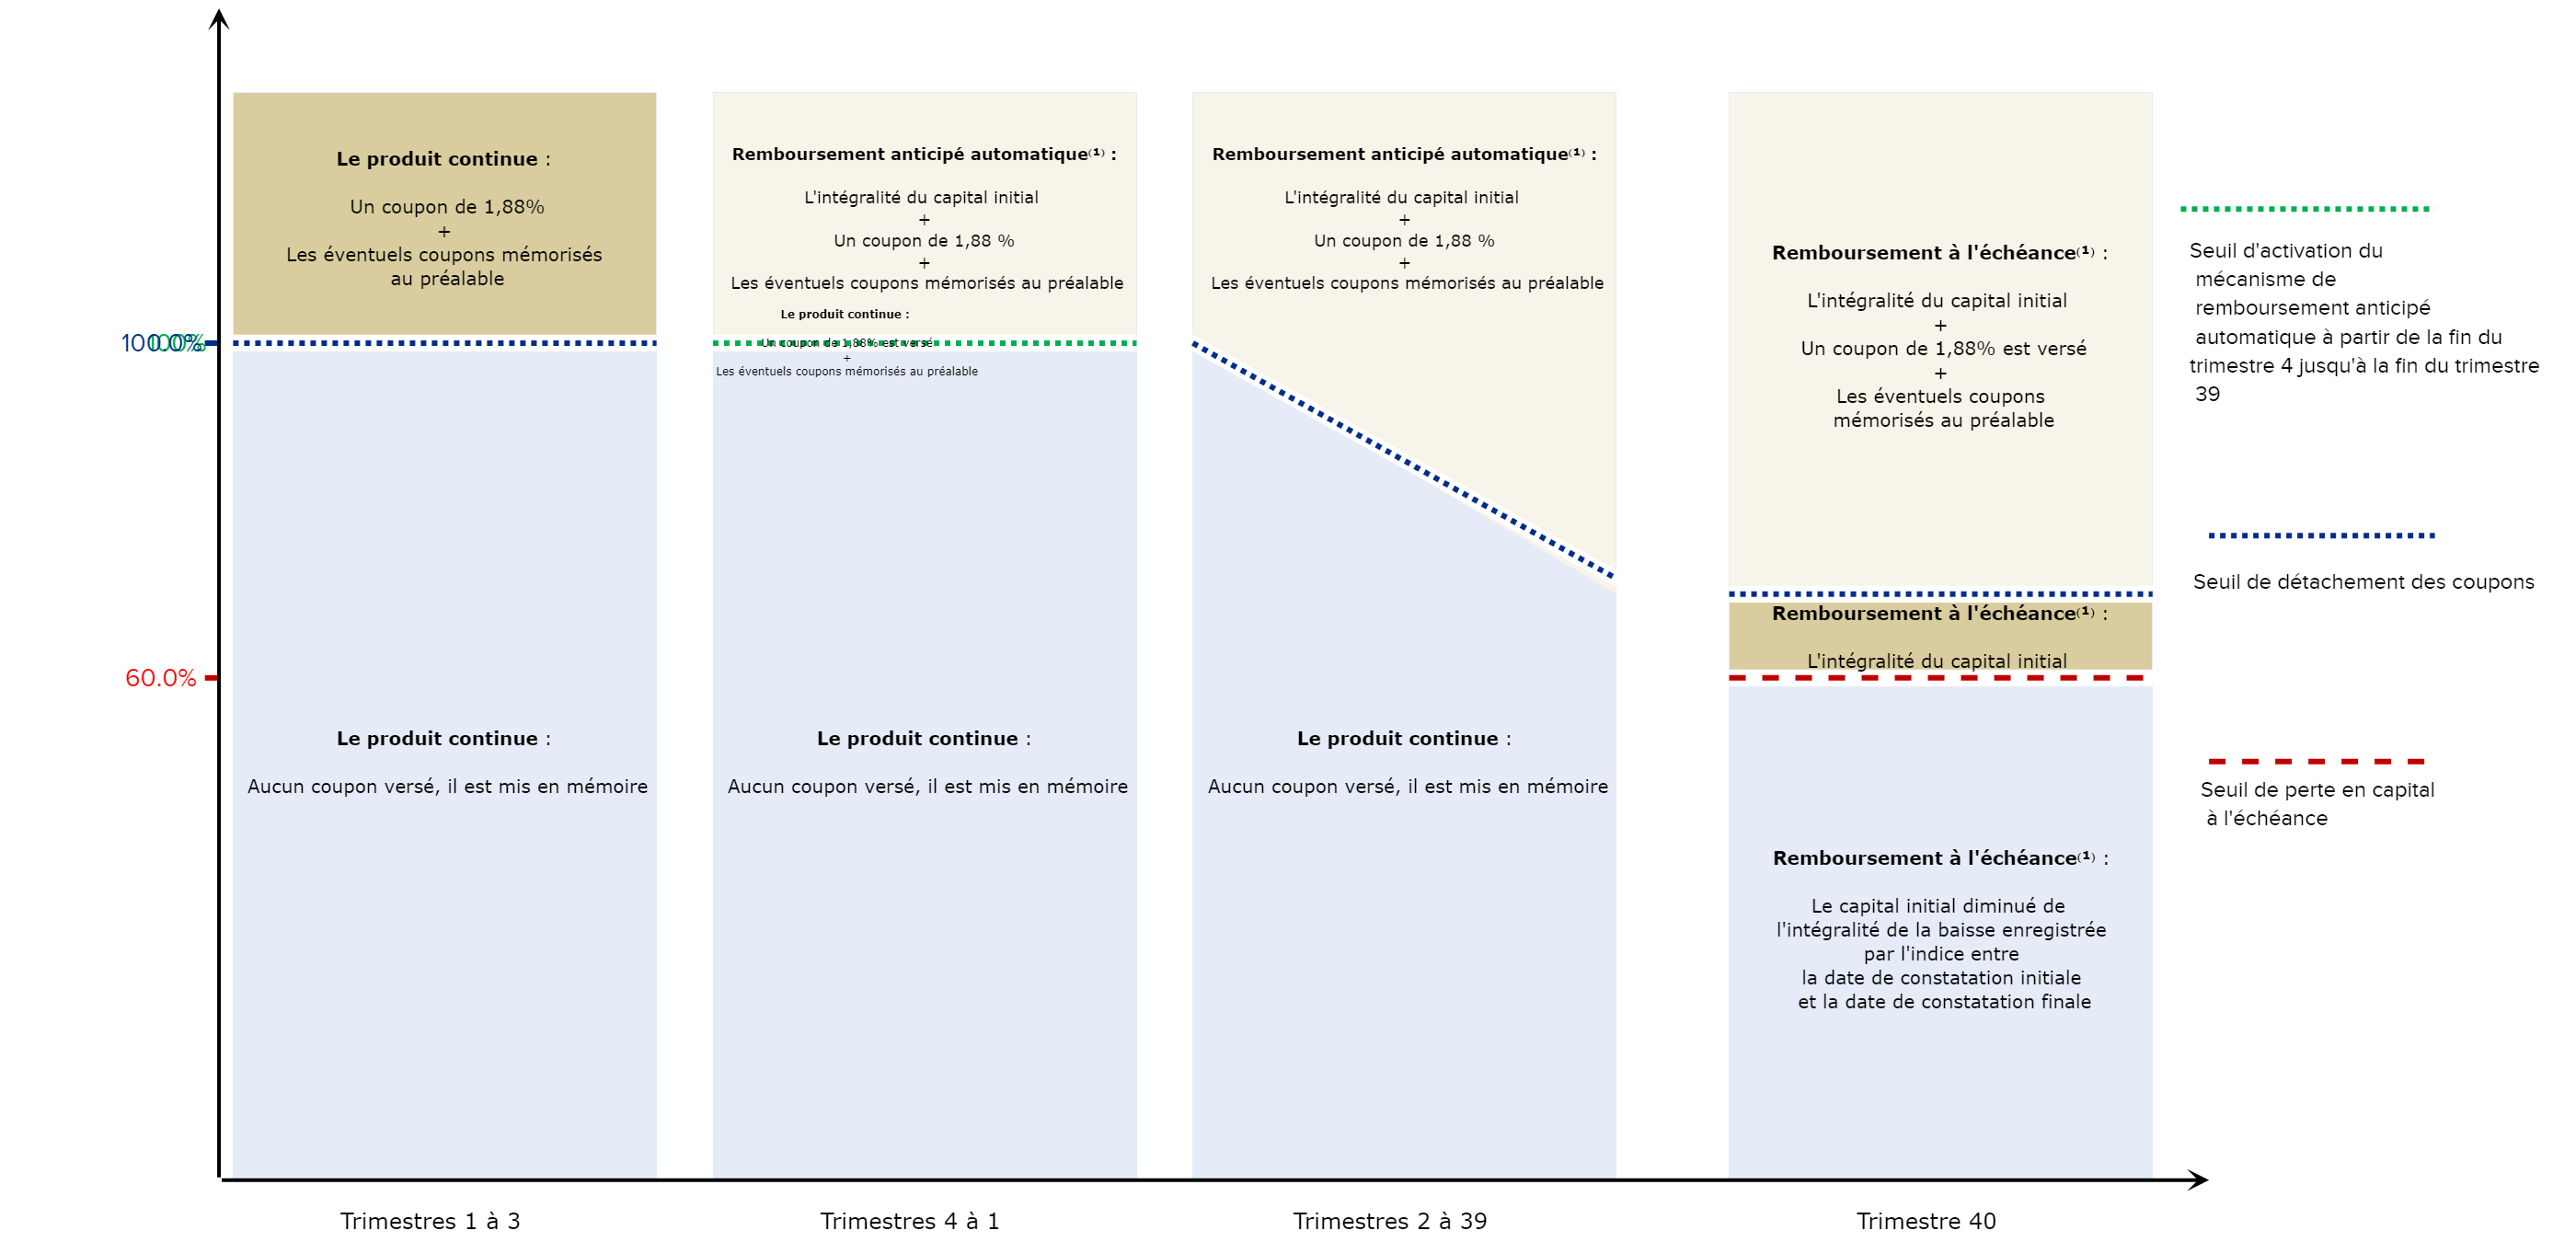 Le produit continue :
Un coupon de 1,88%
+
Les éventuels coupons mémorisés
au préalable
Remboursement anticipé automatique⁽¹⁾ :
L'intégralité du capital initial
+
Un coupon de 1,88 %
+
Les éventuels coupons mémorisés au préalable
Le produit continue :
Un coupon de 1,88% est versé
+
Les éventuels coupons mémorisés au préalable
Remboursement anticipé automatique⁽¹⁾ :
L'intégralité du capital initial
+
Un coupon de 1,88 %
+
Les éventuels coupons mémorisés au préalable
Remboursement à l'échéance⁽¹⁾ :
L'intégralité du capital initial
+
Un coupon de 1,88% est versé
+
Les éventuels coupons
mémorisés au préalable
Seuil d'activation du
mécanisme de
remboursement anticipé
automatique à partir de la fin du
trimestre 4 jusqu'à la fin du trimestre
39
100.0%
100%
Seuil de détachement des coupons
Remboursement à l'échéance⁽¹⁾ :
L'intégralité du capital initial
60.0%
Le produit continue :
Aucun coupon versé, il est mis en mémoire
Le produit continue :
Aucun coupon versé, il est mis en mémoire
Le produit continue :
Aucun coupon versé, il est mis en mémoire
Seuil de perte en capital
à l'échéance
Remboursement à l'échéance⁽¹⁾ :
Le capital initial diminué de
l'intégralité de la baisse enregistrée
par l'indice entre
la date de constatation initiale
et la date de constatation finale
Trimestres 1 à 3
Trimestres 4 à 1
Trimestres 2 à 39
Trimestre 40